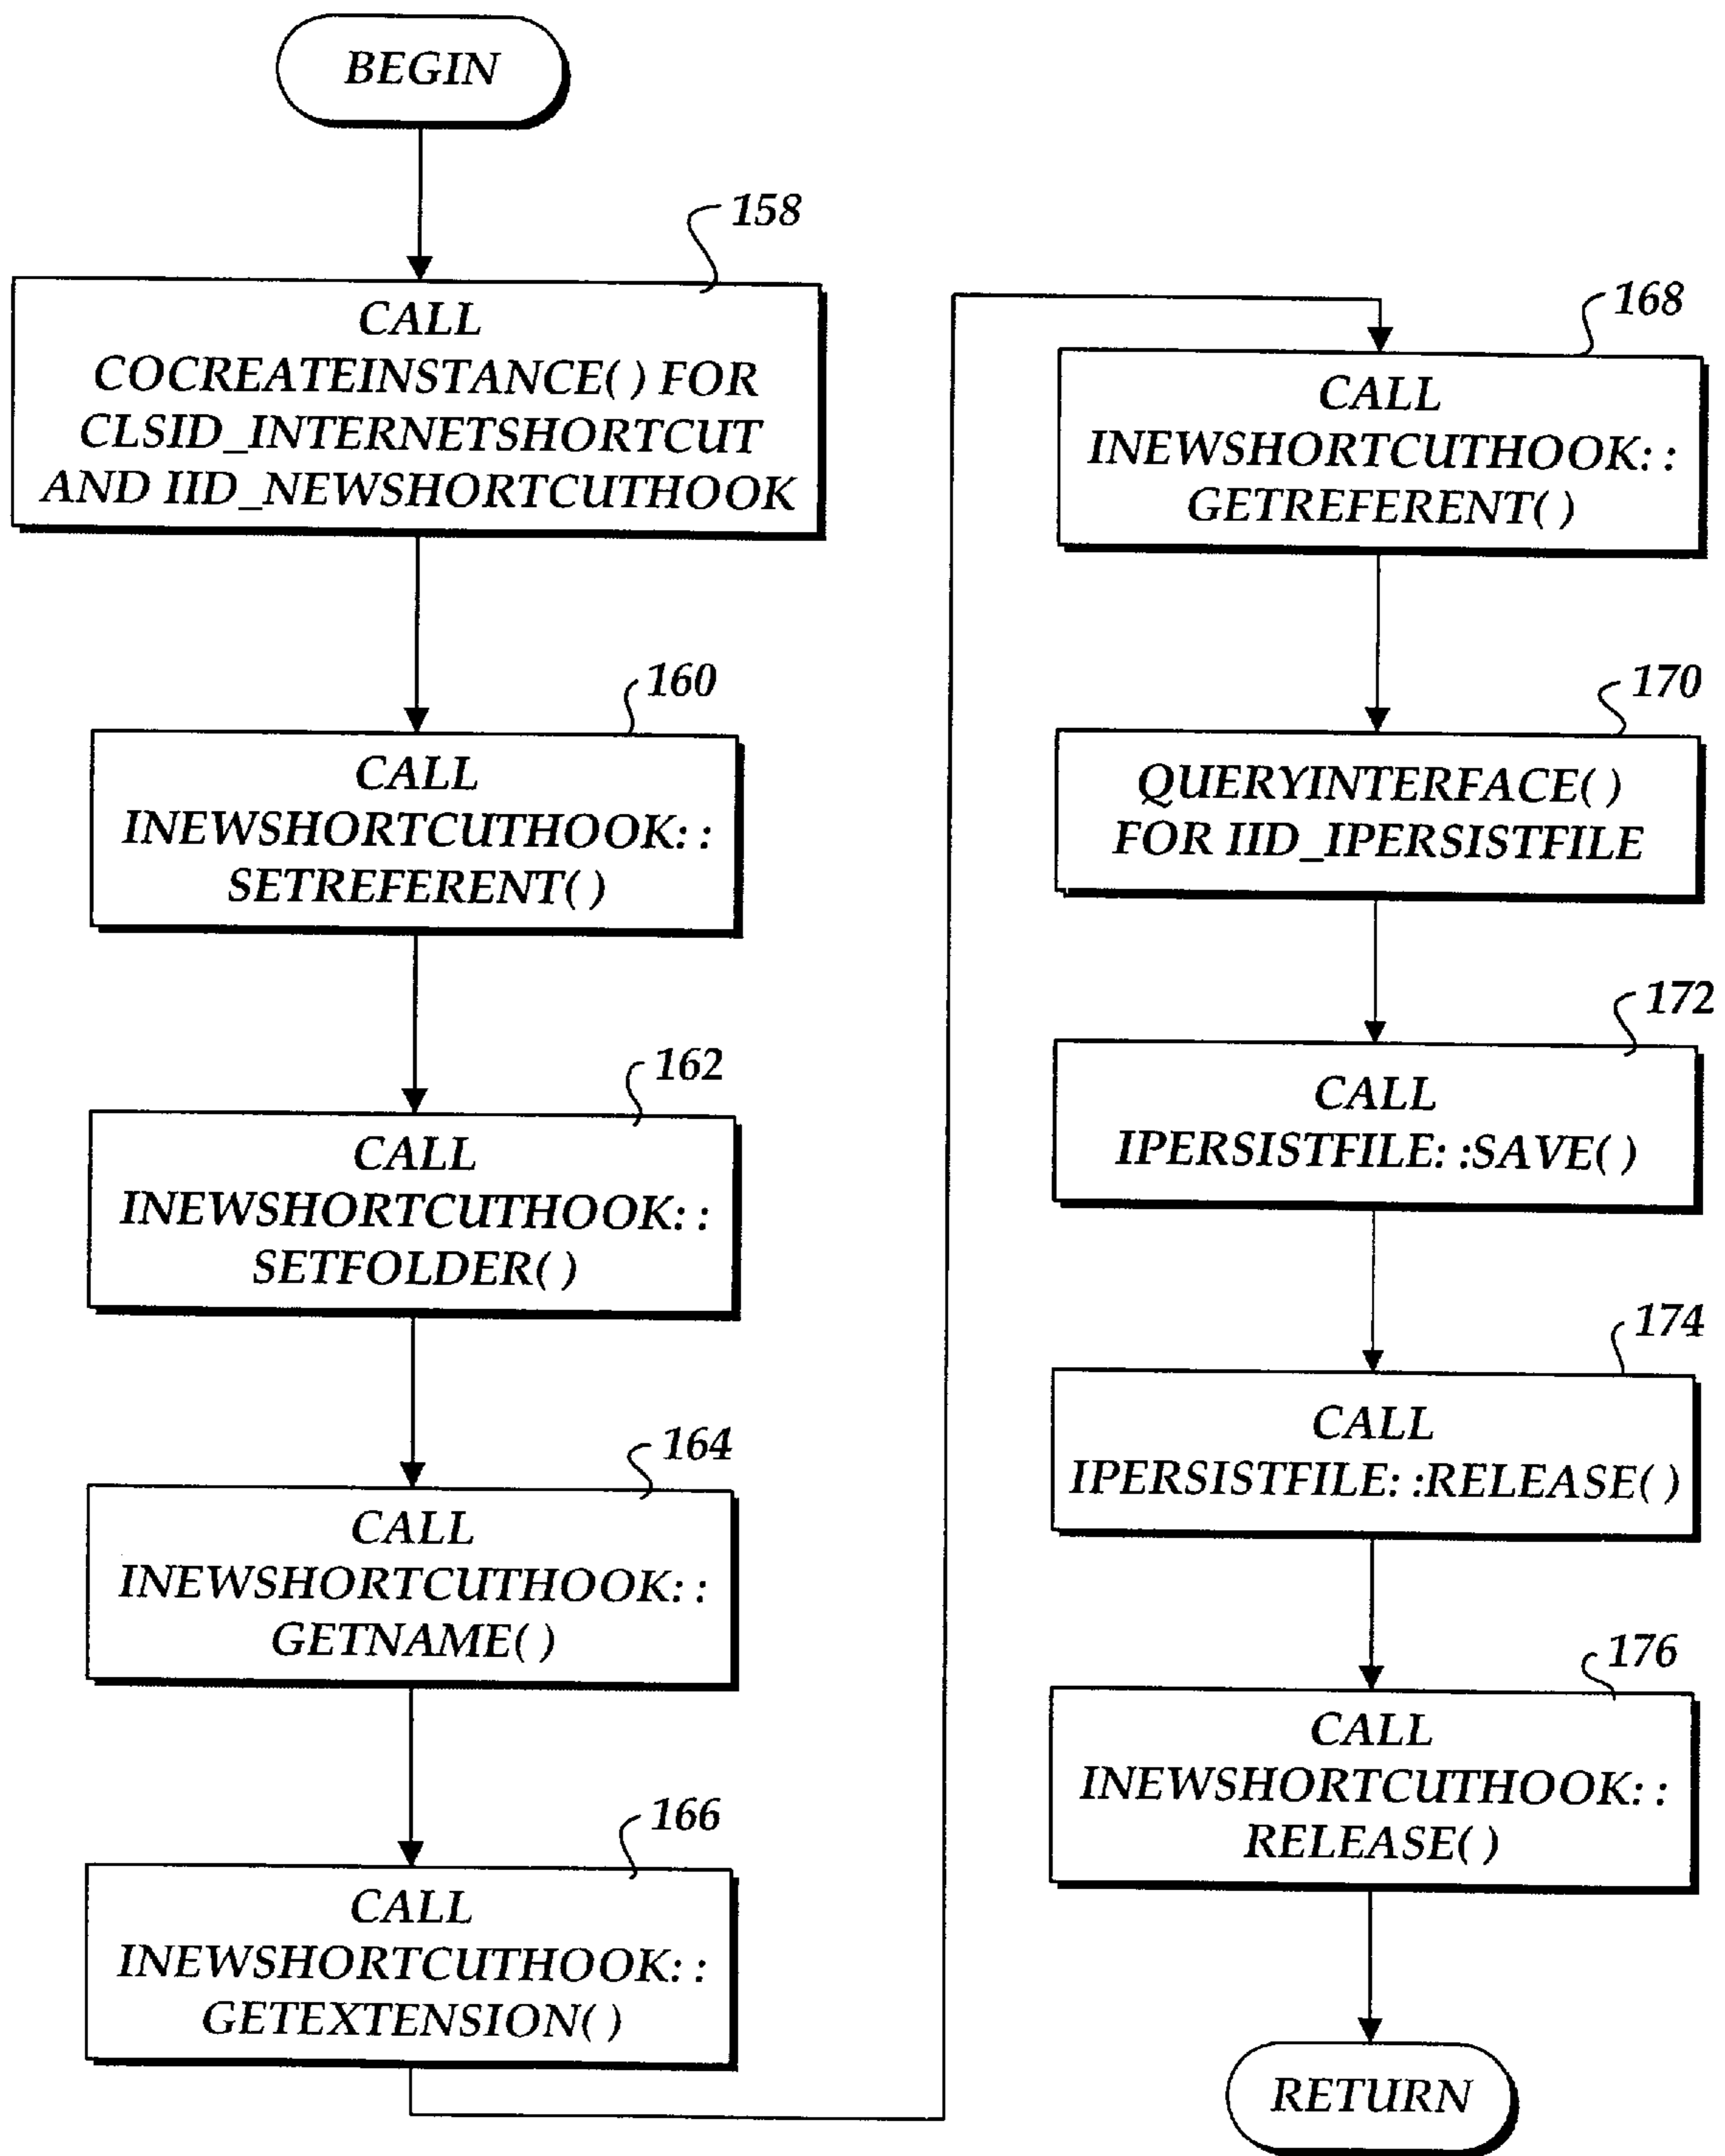 BEGIN
158
CALL
COCREATEINSTANCE( ) FOR
CLSID_INTERNETSHORTCUT
AND IID_NEWSHORTCUTHOOK
160
CALL
INEWSHORTCUTHOOK: :
SETREFERENT( )
162
CALL
INEWSHORTCUTHOOK: :
SETFOLDER( )
164
CALL
INEWSHORTCUTHOOK: :
GETNAME( )
166
CALL
INEWSHORTCUTHOOK: :
GETEXTENSION( )
168
CALL
INEWSHORTCUTHOOK: :
GETREFERENT( )
170
QUERYINTERFACE( )
FOR IID_IPERSISTFILE
172
CALL
IPERSISTFILE: :SAVE( )
174
CALL
IPERSISTFILE: :RELEASE( )
176
CALL
INEWSHORTCUTHOOK: :
RELEASE( )
RETURN